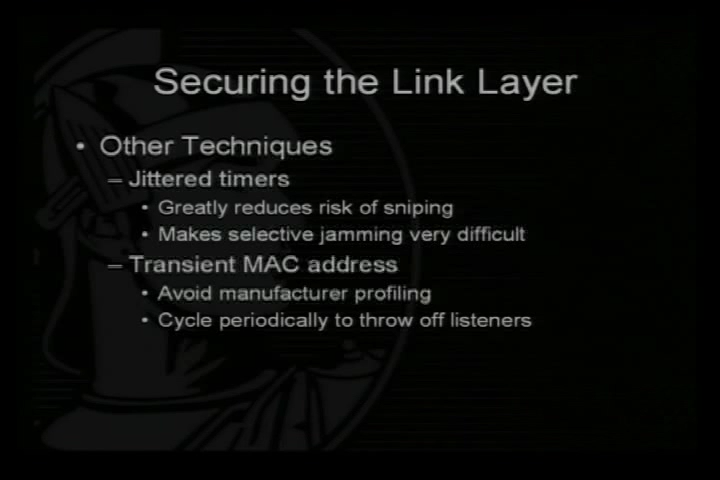 Securing the Link Layer
• Other Techniques
– Jittered timers
• Greatly reduces risk of sniping
• Makes selective jamming very difficult
– Transient MAC address
• Avoid manufacturer profiling
• Cycle periodically to throw off listeners